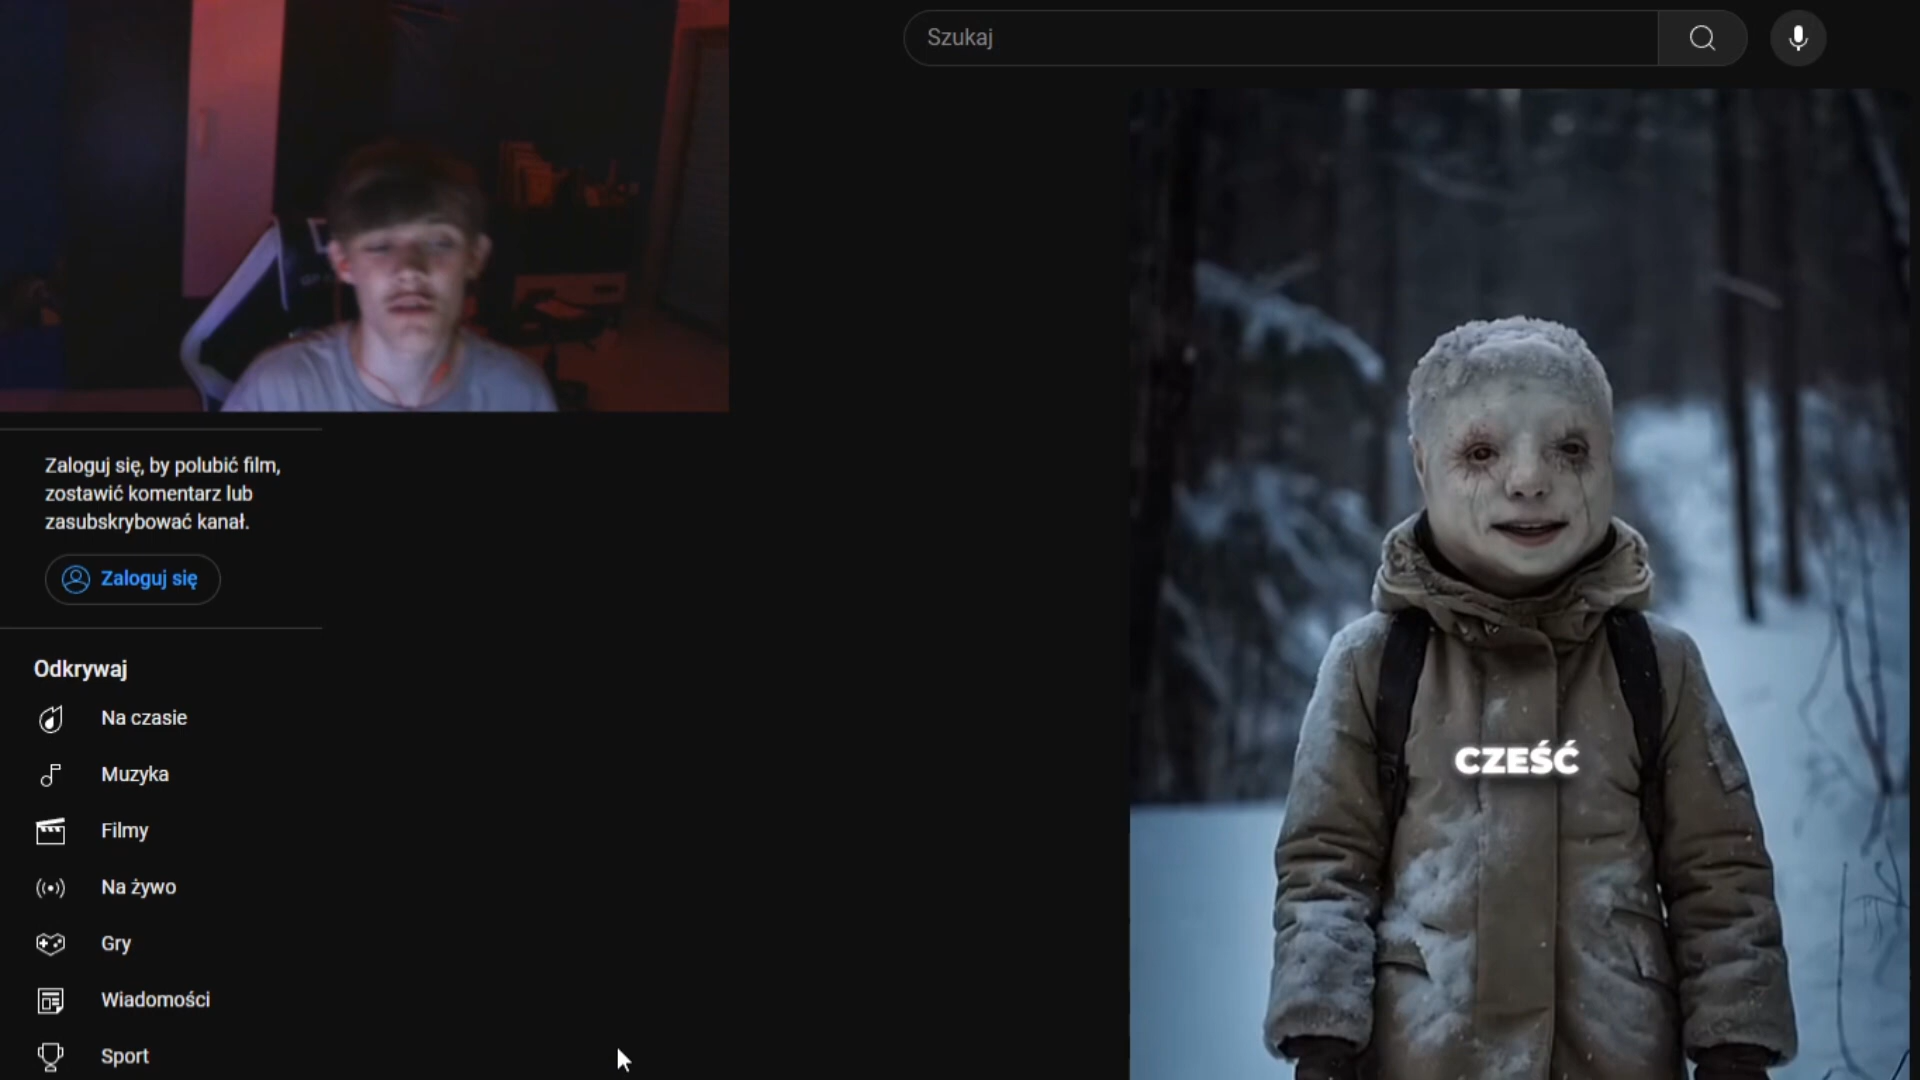 Szukaj
Zaloguj się, by polubić film,
zostawić komentarz lub
zasubskrybować kanał.
Zaloguj się
Odkrywaj
Na czasie
Muzyka
Filmy
Na żywo
Gry
Wiadomości
Sport
CZEŚĆ